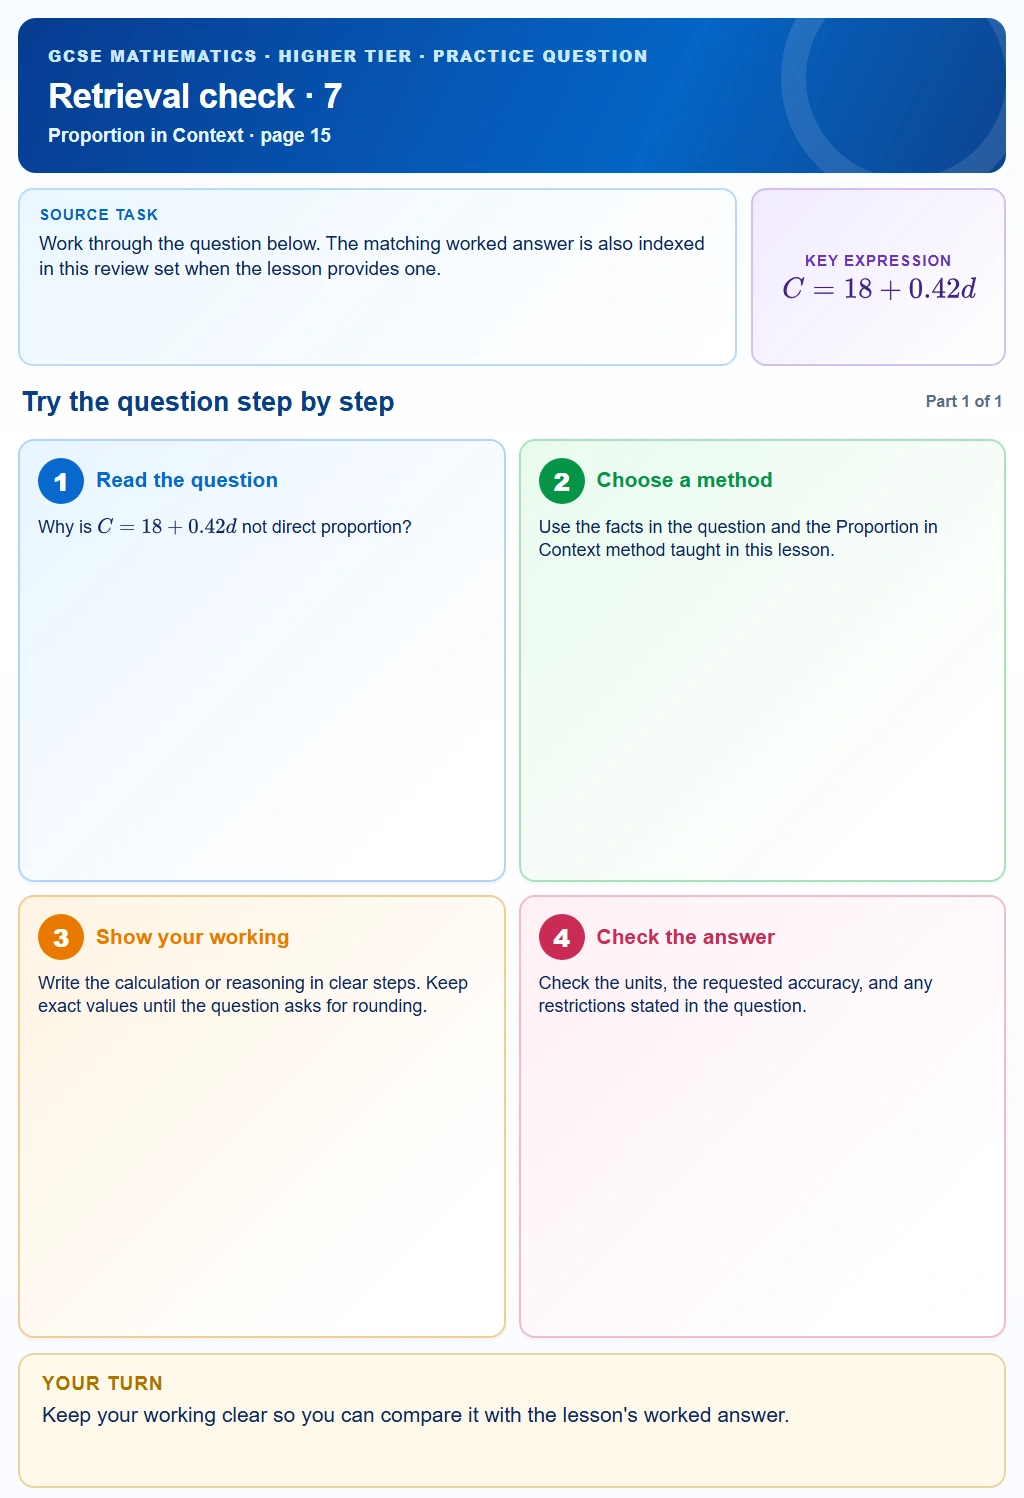 GCSE MATHEMATICS · HIGHER TIER · PRACTICE QUESTION
Retrieval check · 7
Proportion in Context · page 15
SOURCE TASK
Work through the question below. The matching worked answer is also indexed
in this review set when the lesson provides one.
KEY EXPRESSION
C = 18 + 0.42d
Try the question step by step
Part 1 of 1
1 Read the question
Why is C = 18 + 0.42d not direct proportion?
2 Choose a method
Use the facts in the question and the Proportion in
Context method taught in this lesson.
3 Show your working
Write the calculation or reasoning in clear steps. Keep
exact values until the question asks for rounding.
4 Check the answer
Check the units, the requested accuracy, and any
restrictions stated in the question.
YOUR TURN
Keep your working clear so you can compare it with the lesson's worked answer.